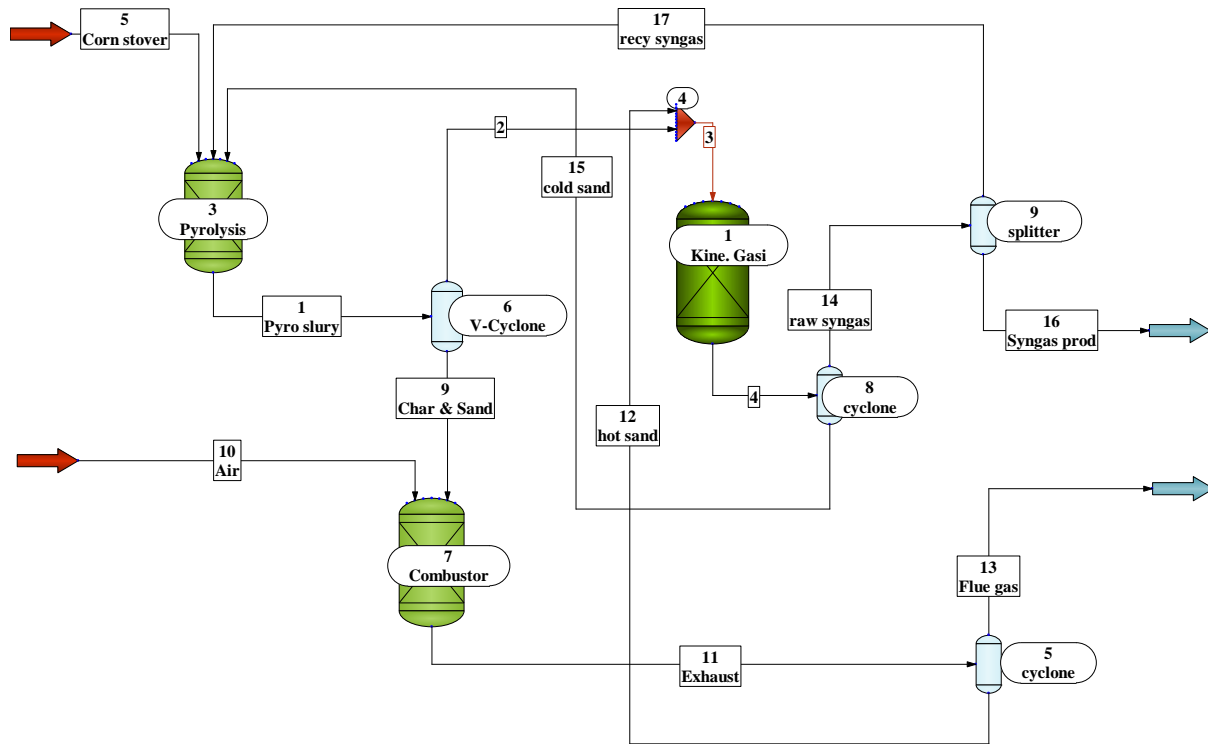 5
Corn stover
17
recy syngas
4
2
3
15
cold sand
3
Pyrolysis
9
splitter
1
Kine. Gasi
1
Pyro slury
6
V-Cyclone
14
raw syngas
16
Syngas prod
9
Char & Sand
4
8
cyclone
12
hot sand
10
Air
7
Combustor
13
Flue gas
11
Exhaust
5
cyclone